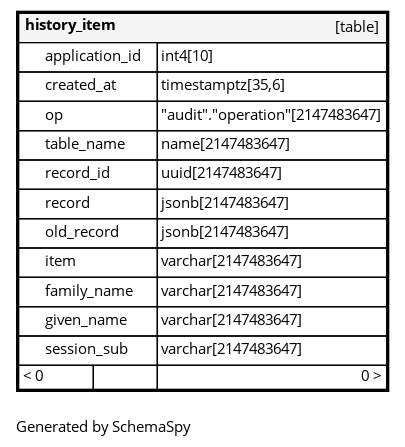 history_item [table]
application_id int4[10]
created_at timestamptz[35,6]
op "audit"."operation"[2147483647]
table_name name[2147483647]
record_id uuid[2147483647]
record jsonb[2147483647]
old_record jsonb[2147483647]
item varchar[2147483647]
family_name varchar[2147483647]
given_name varchar[2147483647]
session_sub varchar[2147483647]
< 0 0 >
Generated by SchemaSpy